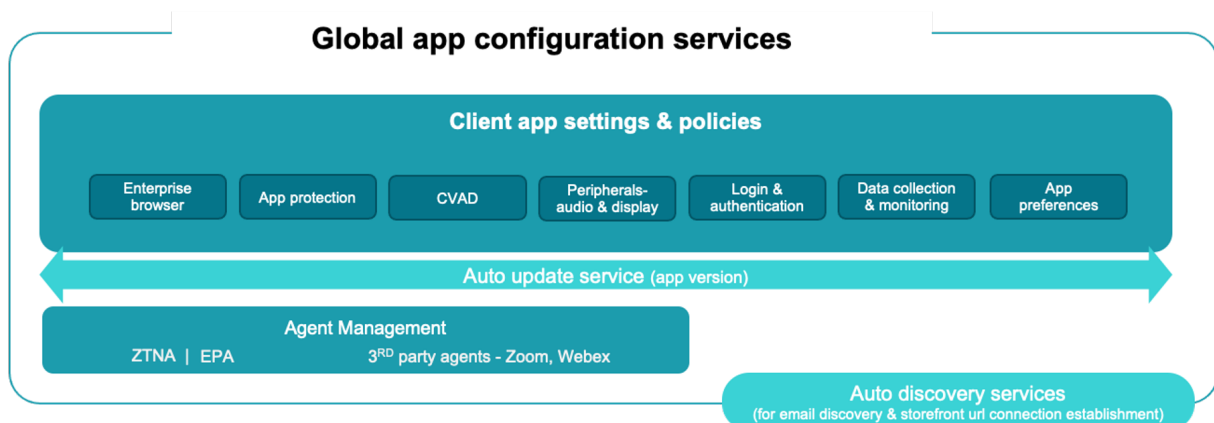 Global app configuration services
Client app settings & policies
Enterprise
browser
App protection
CVAD
Peripherals-
audio & display
Login &
authentication
Data collection
& monitoring
App
preferences
Auto update service (app version)
Agent Management
ZTNA | EPA
3RD party agents - Zoom, Webex
Auto discovery services
(for email discovery & storefront url connection establishment)